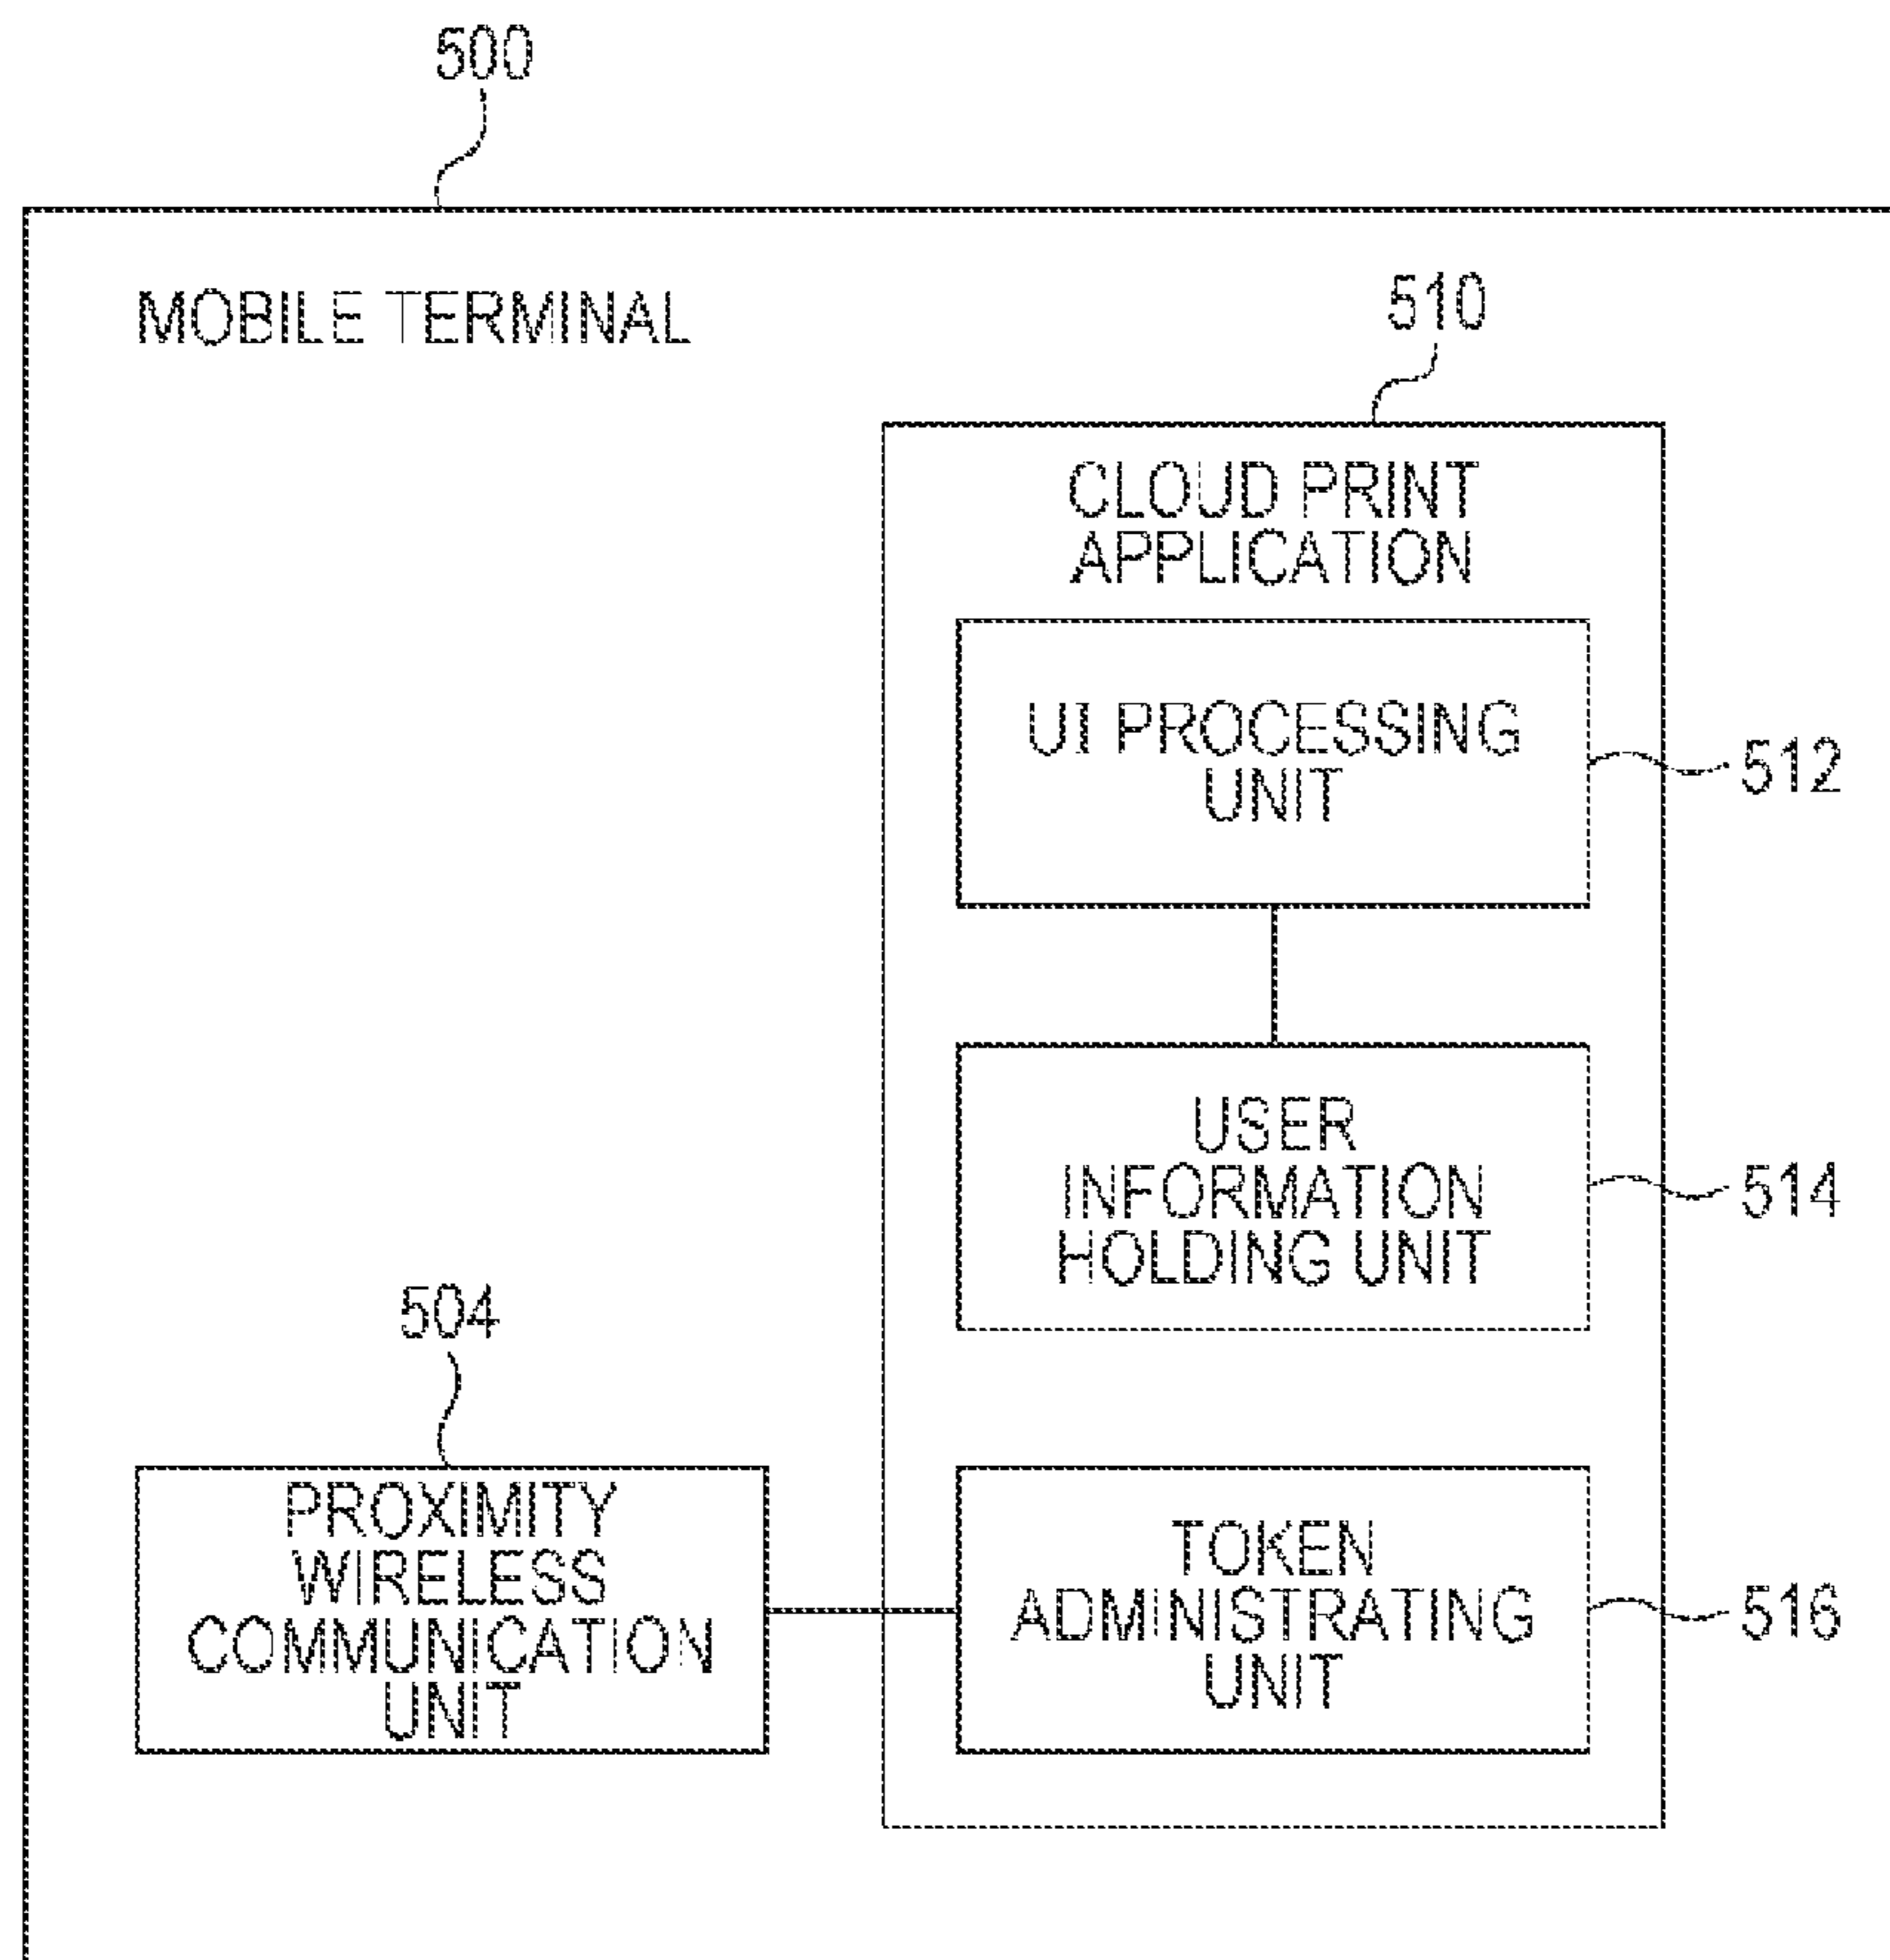 500
MOBILE TERMINAL
510
CLOUD PRINT
APPLICATION
UI PROCESSING
UNIT
512
USER
INFORMATION
HOLDING UNIT
514
504
PROXIMITY
WIRELESS
COMMUNICATION
UNIT
TOKEN
ADMINISTRATING
UNIT
516